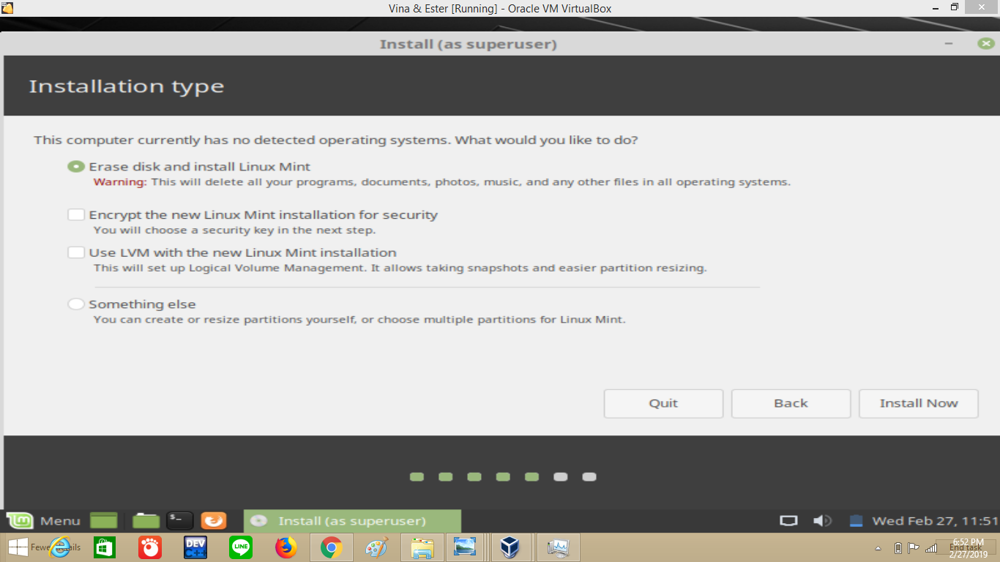 Vina & Ester [Running] - Oracle VM VirtualBox
Install (as superuser)
Installation type
This computer currently has no detected operating systems. What would you like to do?
Erase disk and install Linux Mint
Warning: This will delete all your programs, documents, photos, music, and any other files in all operating systems.
Encrypt the new Linux Mint installation for security
You will choose a security key in the next step.
Use LVM with the new Linux Mint installation
This will set up Logical Volume Management. It allows taking snapshots and easier partition resizing.
Something else
You can create or resize partitions yourself, or choose multiple partitions for Linux Mint.
Quit Back Install Now
Menu $_ Install (as superuser) Wed Feb 27, 11:51
DEV C++ LINE
6:52 PM
End task
2/27/2019